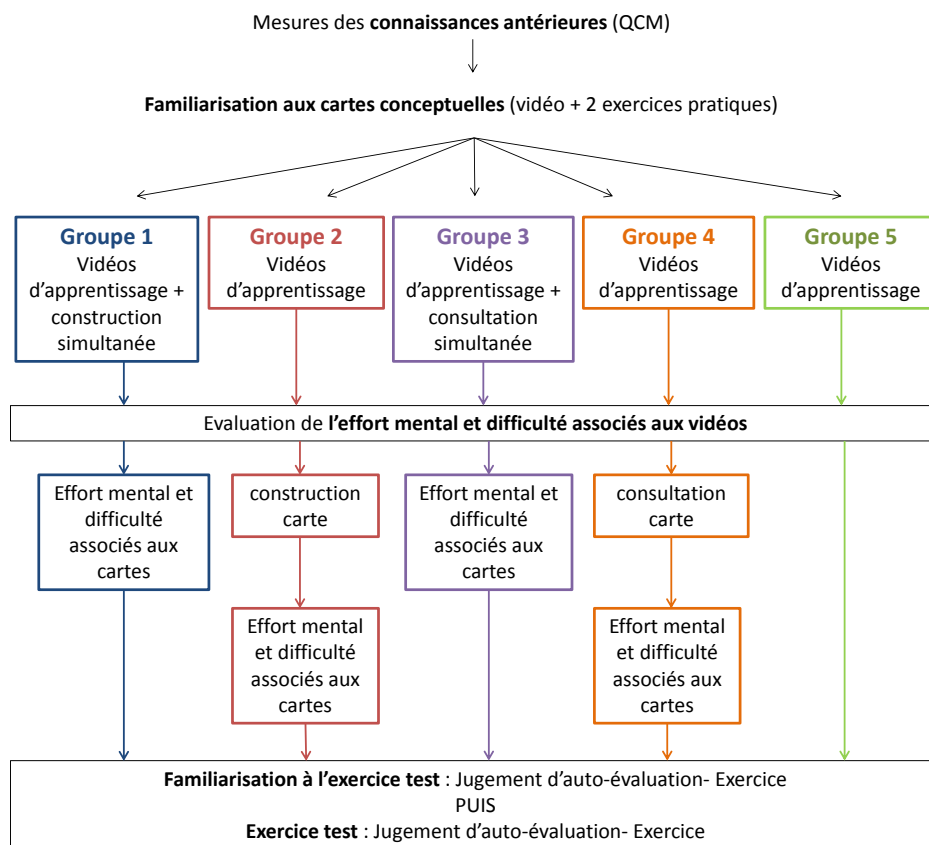 Mesures des connaissances antérieures (QCM)
Familiarisation aux cartes conceptuelles (vidéo + 2 exercices pratiques)
Groupe 1
Vidéos
d'apprentissage +
construction
simultanée
Groupe 2
Vidéos
d'apprentissage
Groupe 3
Vidéos
d'apprentissage +
consultation
simultanée
Groupe 4
Vidéos
d'apprentissage
Groupe 5
Vidéos
d'apprentissage
Evaluation de l'effort mental et difficulté associés aux vidéos
Effort mental et
difficulté
associés aux
cartes
construction
carte
Effort mental et
difficulté
associés aux
cartes
consultation
carte
Effort mental
et difficulté
associés aux
cartes
Effort mental
et difficulté
associés aux
cartes
Familiarisation à l'exercice test : Jugement d'auto-évaluation- Exercice
PUIS
Exercice test : Jugement d'auto-évaluation- Exercice